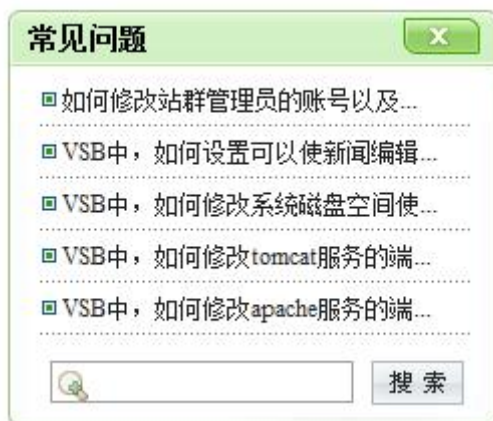 常见问题
如何修改站群管理员的账号以及...
VSB中，如何设置可以使新闻编辑...
VSB中，如何修改系统磁盘空间使...
VSB中，如何修改tomcat服务的端...
VSB中，如何修改apache服务的端...
搜 索